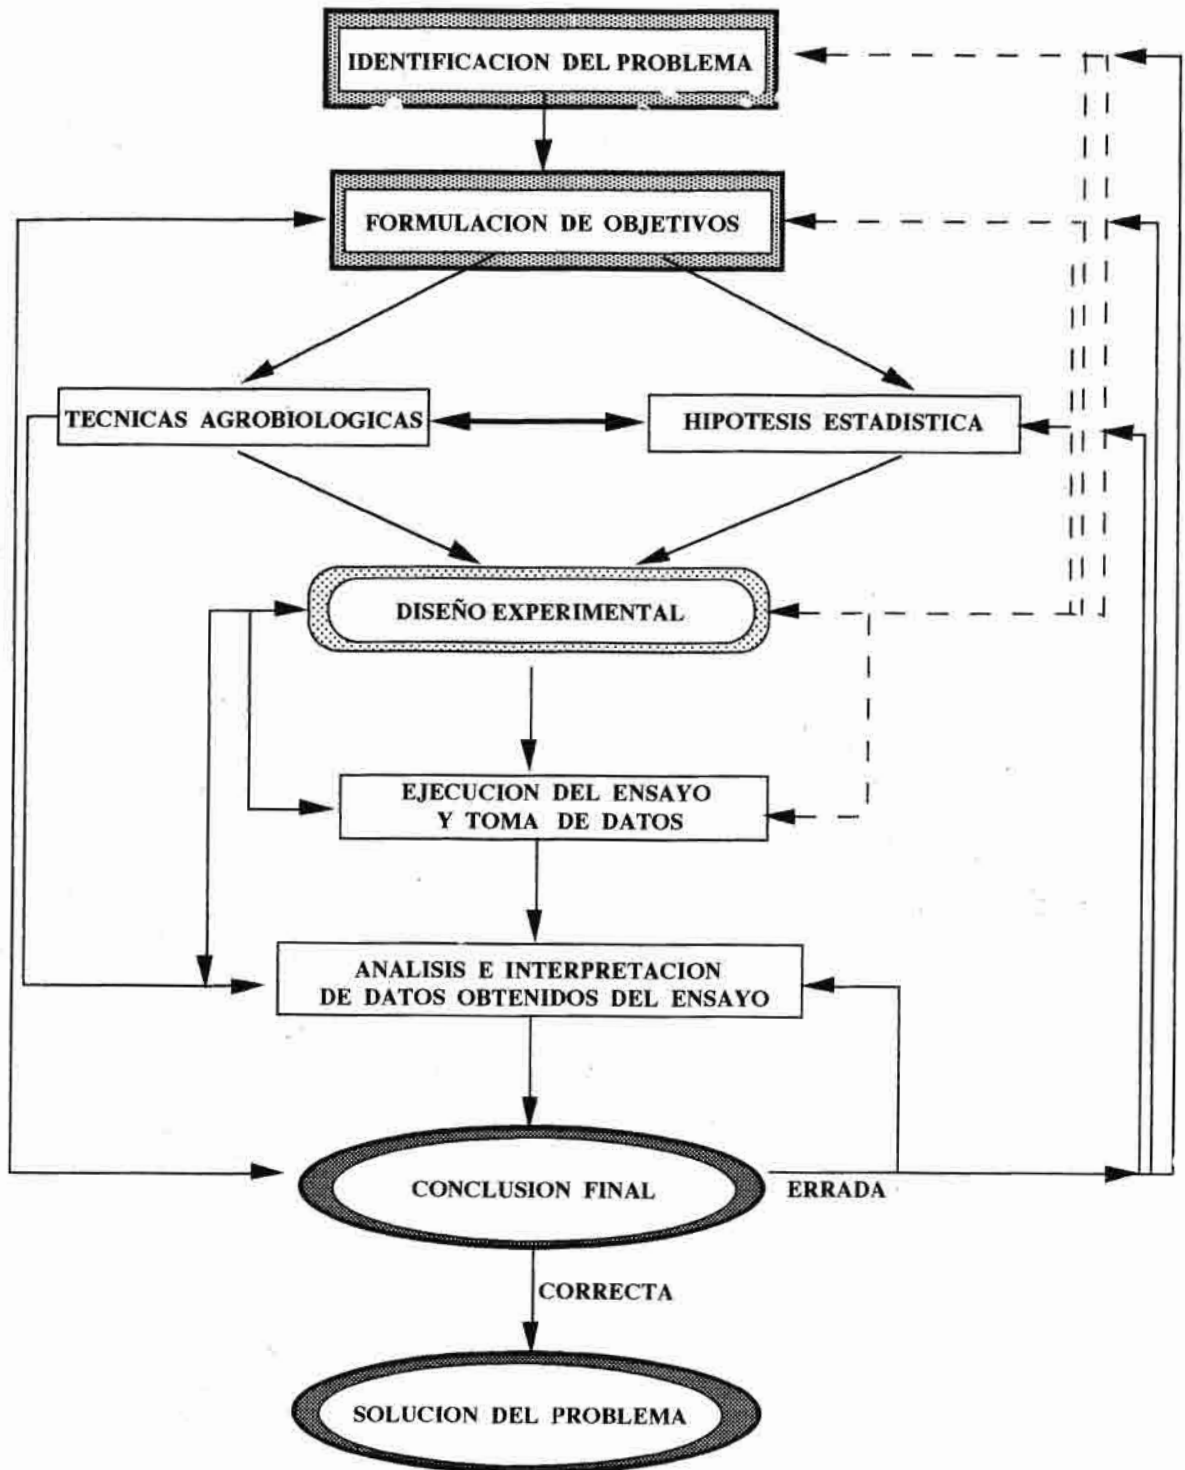 IDENTIFICACION DEL PROBLEMA
FORMULACION DE OBJETIVOS
TECNICAS AGROBIOLOGICAS
HIPOTESIS ESTADISTICA
DISEÑO EXPERIMENTAL
EJECUCION DEL ENSAYO
Y TOMA DE DATOS
ANALISIS E INTERPRETACION
DE DATOS OBTENIDOS DEL ENSAYO
CONCLUSION FINAL
ERRADA
CORRECTA
SOLUCION DEL PROBLEMA